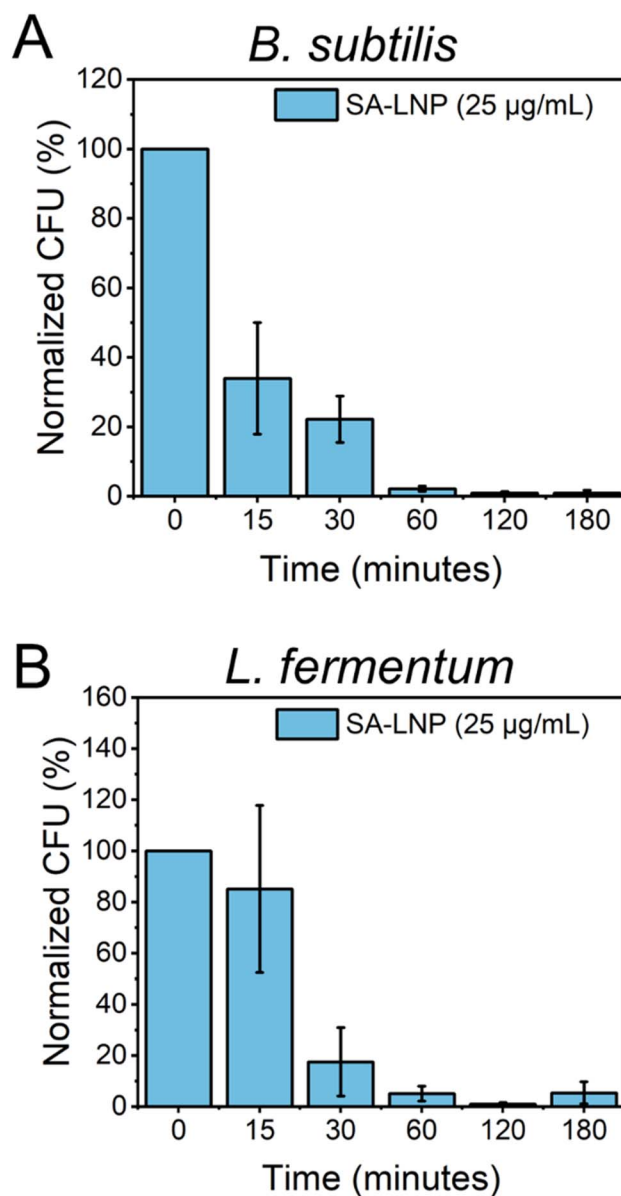 A
B. subtilis
120
100
80
60
40
20
0
Normalized CFU (%)
SA-LNP (25 µg/mL)
0 15 30 60 120 180
Time (minutes)
B
L. fermentum
160
140
120
100
80
60
40
20
0
Normalized CFU (%)
SA-LNP (25 µg/mL)
0 15 30 60 120 180
Time (minutes)